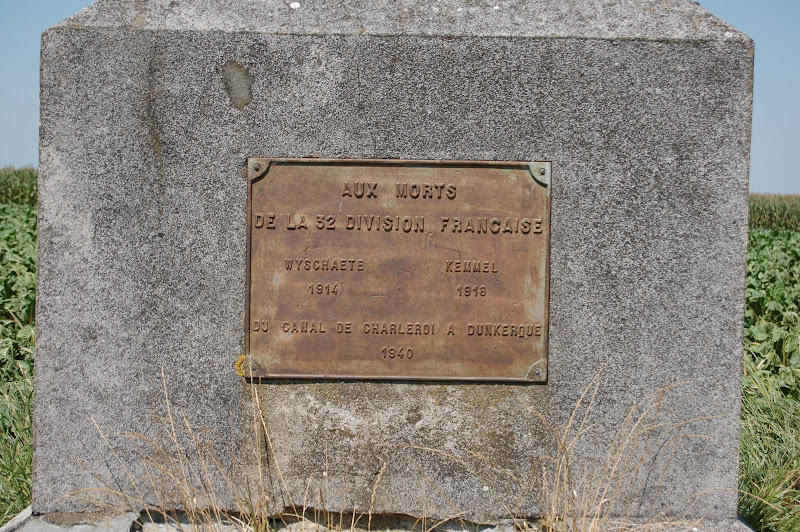 AUX MORTS
DE LA 32 DIVISION FRANCAISE
WYSCHAETE KEMMEL
1914 1918
DU CANAL DE CHARLEROI A DUNKERQUE
1940